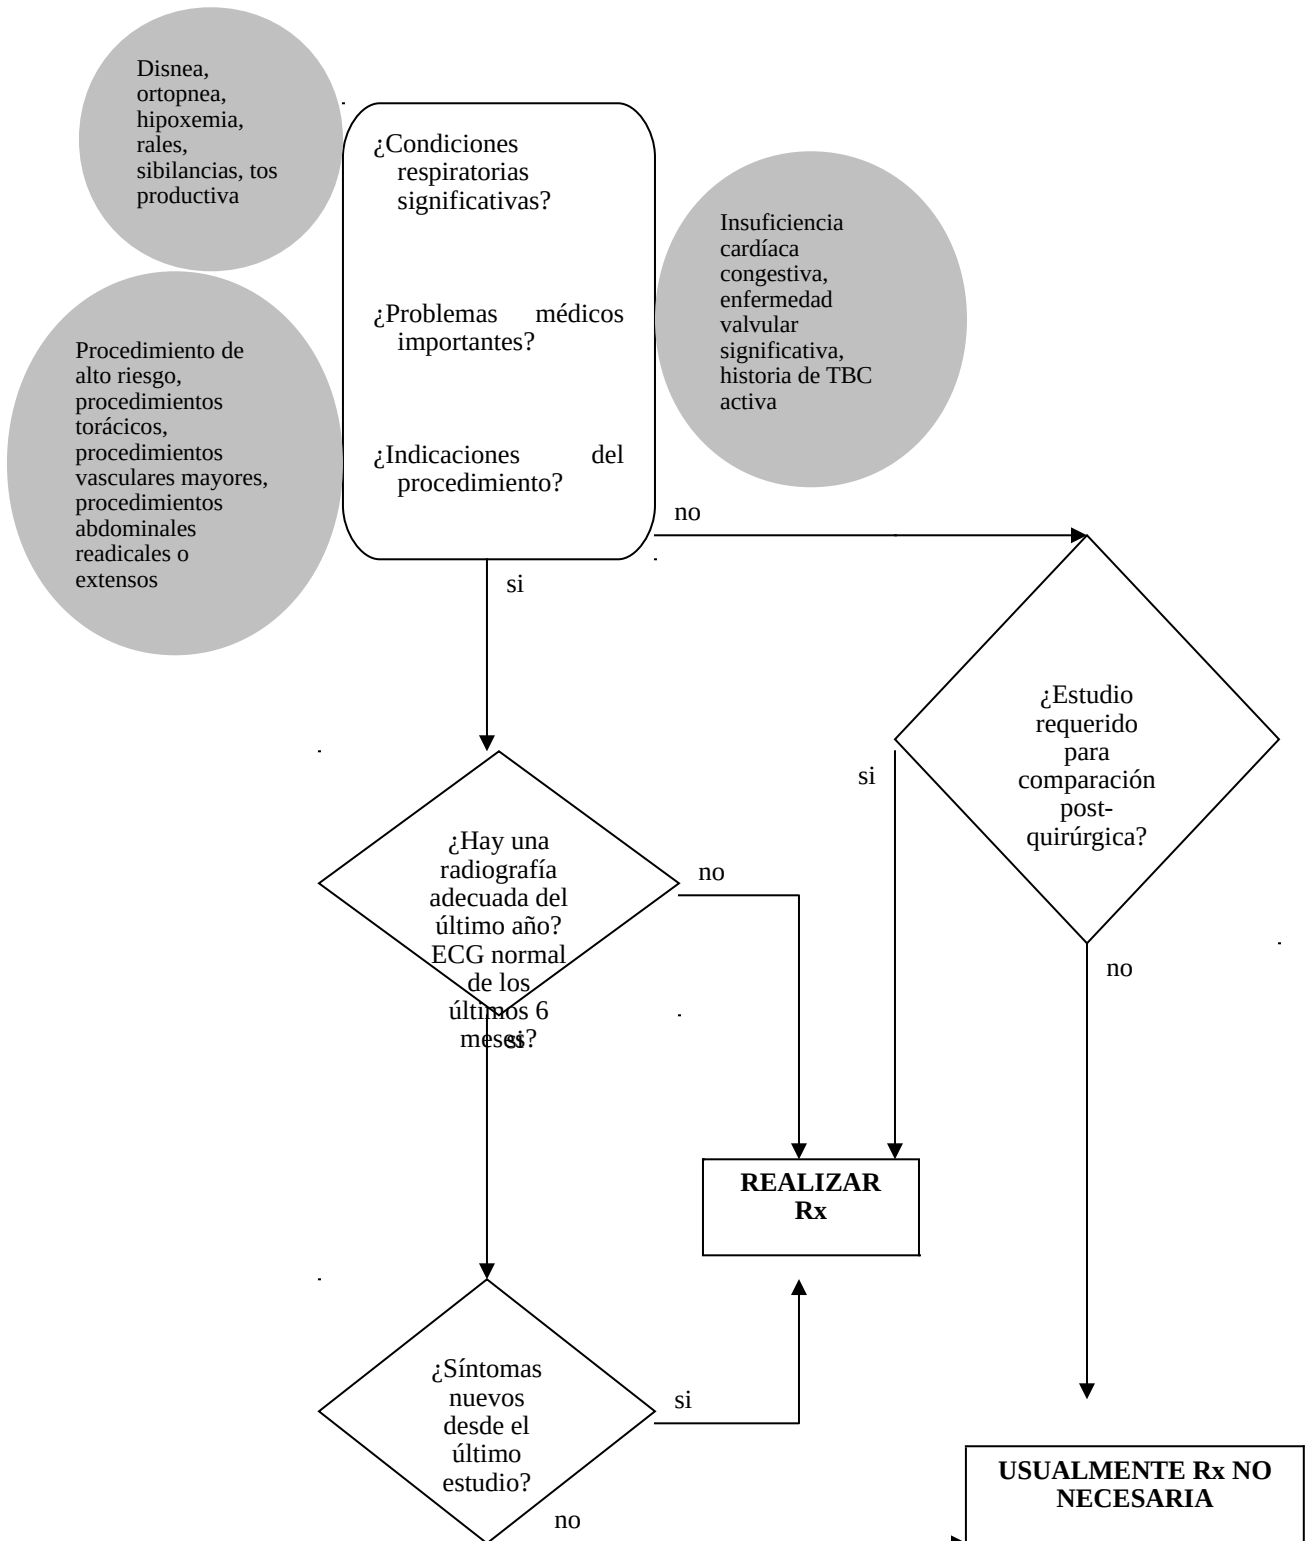 Disnea,
ortopnea,
hipoxemia,
rales,
sibilancias, tos
productiva
¿Condiciones
respiratorias
significativas?
¿Problemas médicos
importantes?
¿Indicaciones del
procedimiento?
Insuficiencia
cardíaca
congestiva,
enfermedad
valvular
significativa,
historia de TBC
activa
Procedimiento de
alto riesgo,
procedimientos
torácicos,
procedimientos
vasculares mayores,
procedimientos
abdominales
readicales o
extensos
no
si
¿Estudio
requerido
para
comparación
post-
quirúrgica?
si
no
¿Hay una
radiografía
adecuada del
último año?
ECG normal
de los
últimos 6
meses?
no
si
REALIZAR
Rx
¿Síntomas
nuevos
desde el
último
estudio?
si
no
USUALMENTE Rx NO
NECESARIA